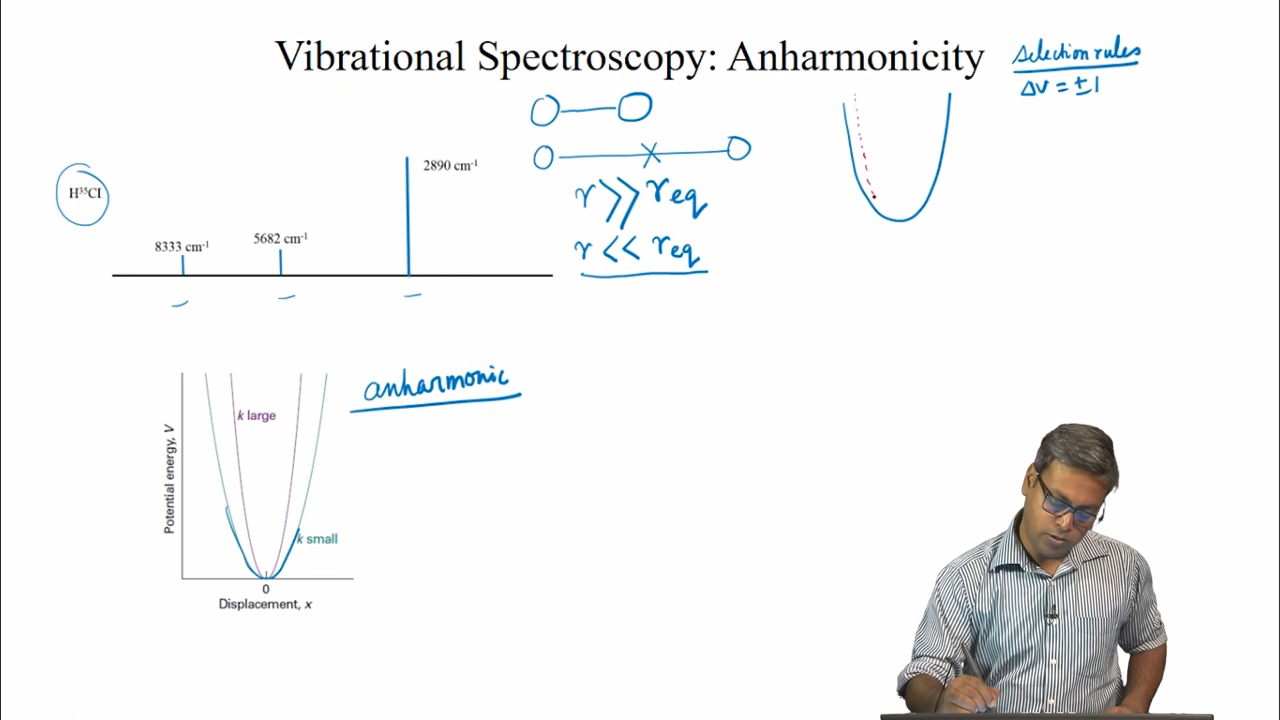 Vibrational Spectroscopy: Anharmonicity
selection rules
ΔV = ±1
2890 cm⁻¹
H³⁵Cl
8333 cm⁻¹
5682 cm⁻¹
r >> req
r << req
anharmonic
k large
k small
Potential energy, V
0
Displacement, x